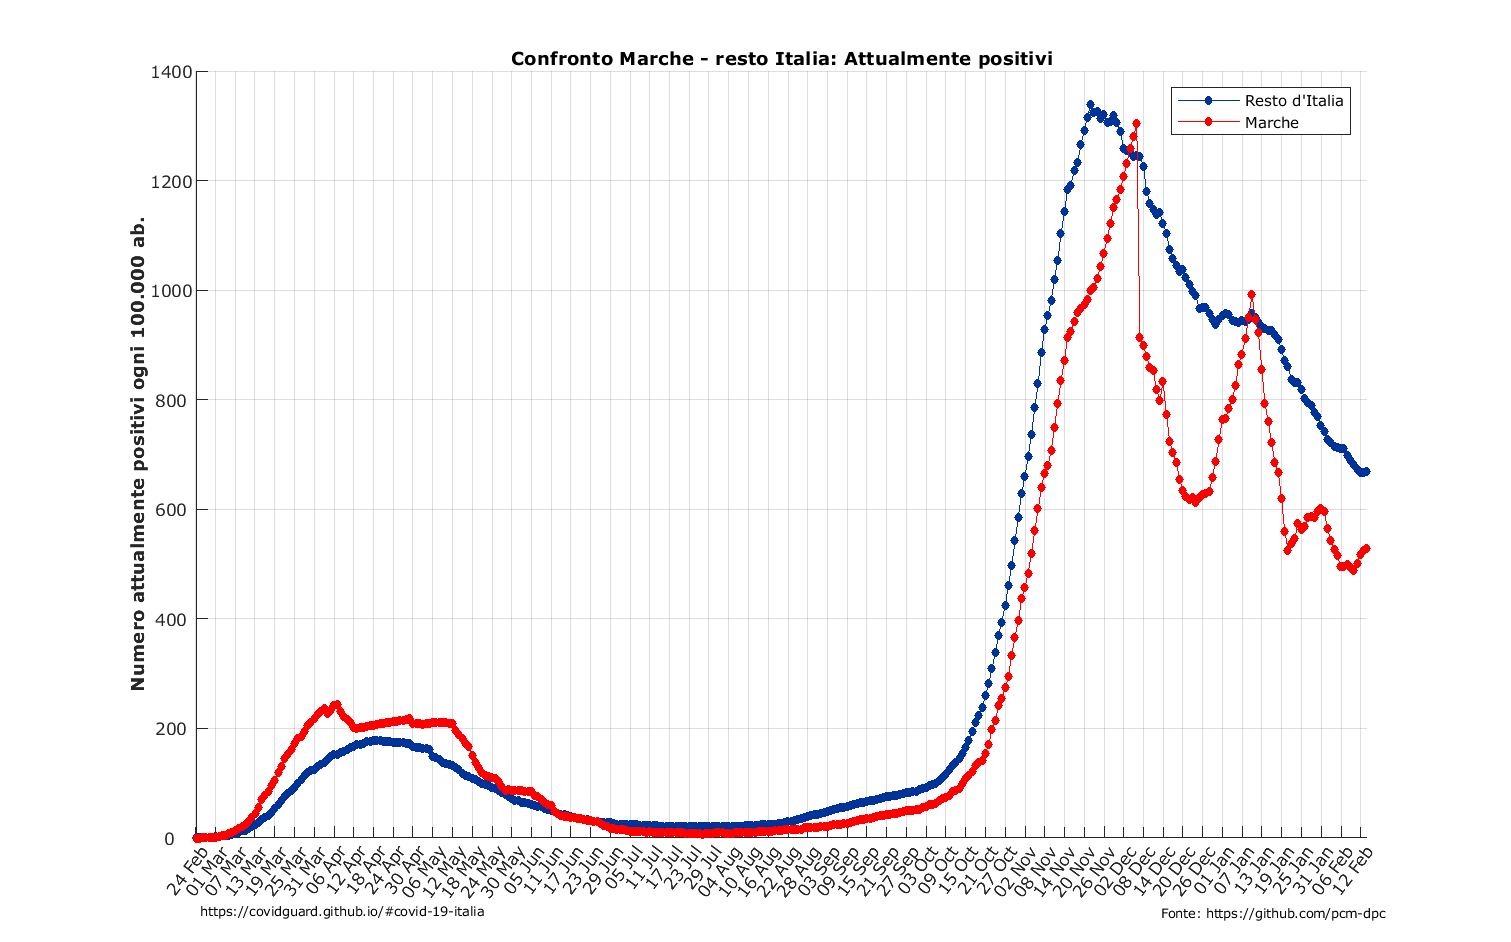 Confronto Marche - resto Italia: Attualmente positivi
Numero attualmente positivi ogni 100.000 ab.
1400
1200
1000
800
600
400
200
0
Resto d'Italia
Marche
24 Feb
01 Mar
07 Mar
13 Mar
19 Mar
25 Mar
31 Mar
06 Apr
12 Apr
18 Apr
24 Apr
30 Apr
06 May
12 May
18 May
24 May
30 May
05 Jun
11 Jun
17 Jun
23 Jun
29 Jun
05 Jul
11 Jul
17 Jul
23 Jul
29 Jul
04 Aug
10 Aug
16 Aug
22 Aug
28 Aug
03 Sep
09 Sep
15 Sep
21 Sep
27 Sep
03 Oct
09 Oct
15 Oct
21 Oct
27 Oct
02 Nov
08 Nov
14 Nov
20 Nov
26 Nov
02 Dec
08 Dec
14 Dec
20 Dec
26 Dec
01 Jan
07 Jan
13 Jan
19 Jan
25 Jan
31 Jan
06 Feb
12 Feb
https://covidguard.github.io/#covid-19-italia
Fonte: https://github.com/pcm-dpc